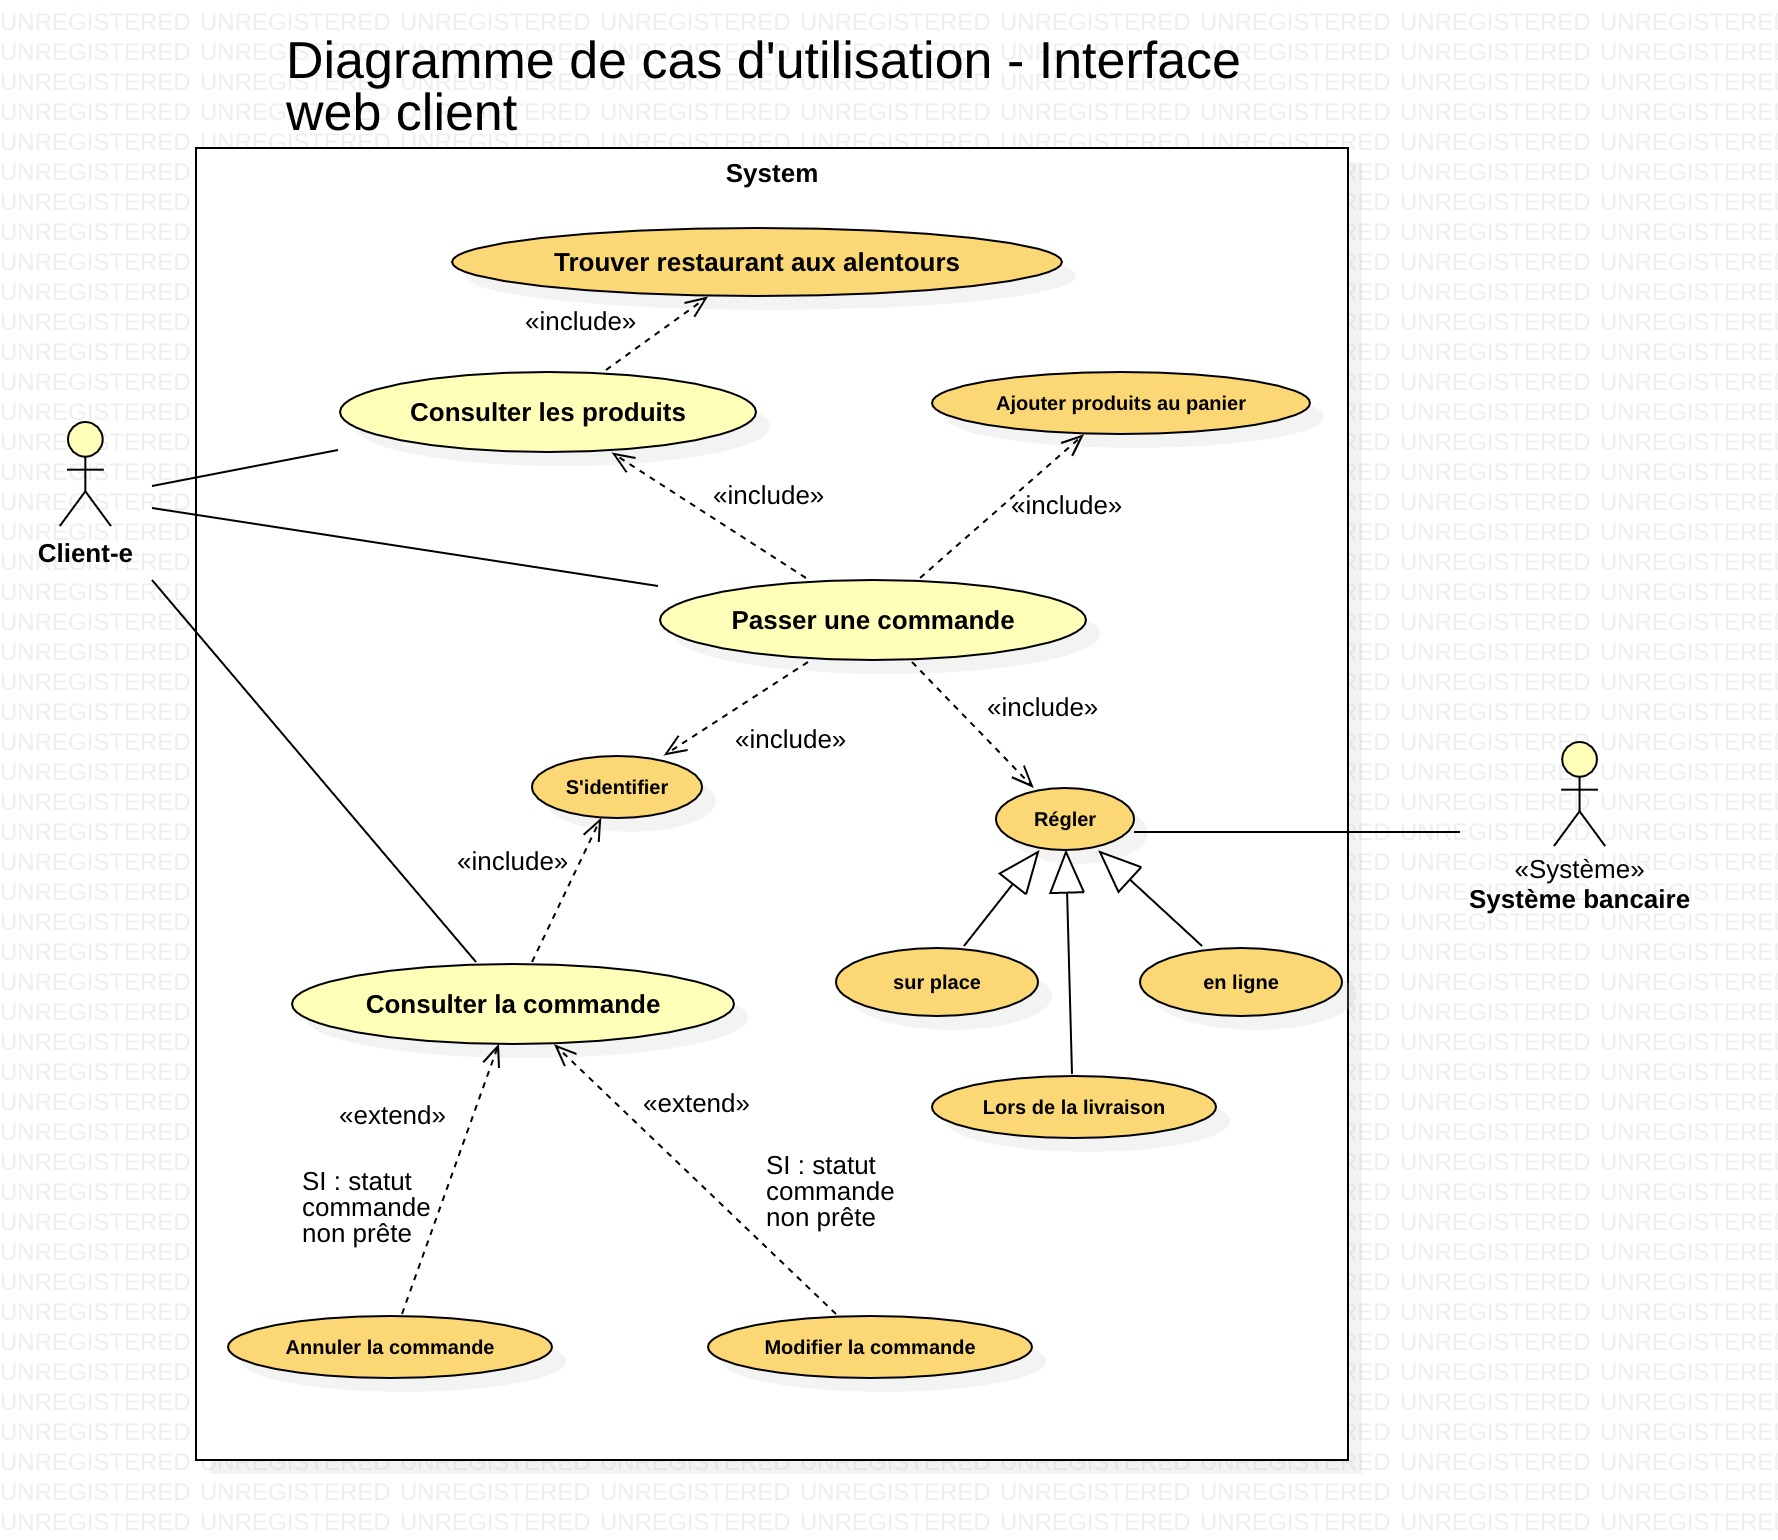 Diagramme de cas d'utilisation - Interface
web client
System
Trouver restaurant aux alentours
«include»
Consulter les produits
Ajouter produits au panier
«include»
«include»
Client-e
Passer une commande
«include»
«include»
S'identifier
Régler
«include»
«Système»
Système bancaire
sur place
en ligne
Consulter la commande
Lors de la livraison
«extend»
«extend»
SI : statut
commande
non prête
SI : statut
commande
non prête
Annuler la commande
Modifier la commande
UNREGISTERED